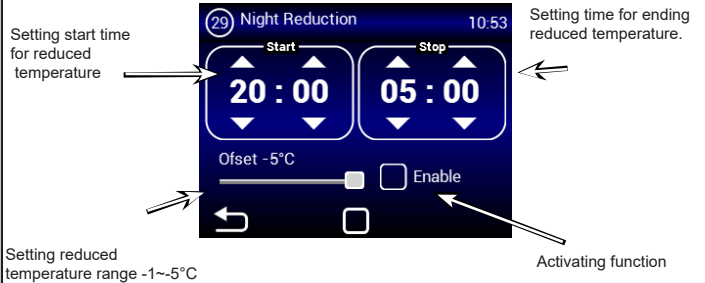 29 Night Reduction 10:53
Setting start time
for reduced
temperature
Setting time for ending
reduced temperature.
Start
20 : 00
Stop
05 : 00
Ofset -5°C
Enable
Setting reduced
temperature range -1~-5°C
Activating function